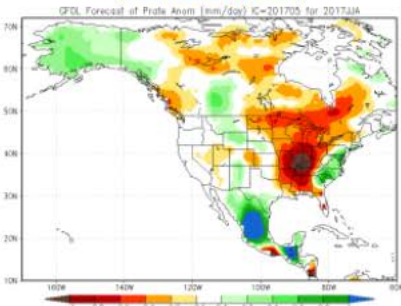 GFDL Forecast of Prate Anom (mm/day) IC=201705 for 2017JJA
70N
60N
50N
40N
30N
20N
10N
160W
140W
120W
100W
80W